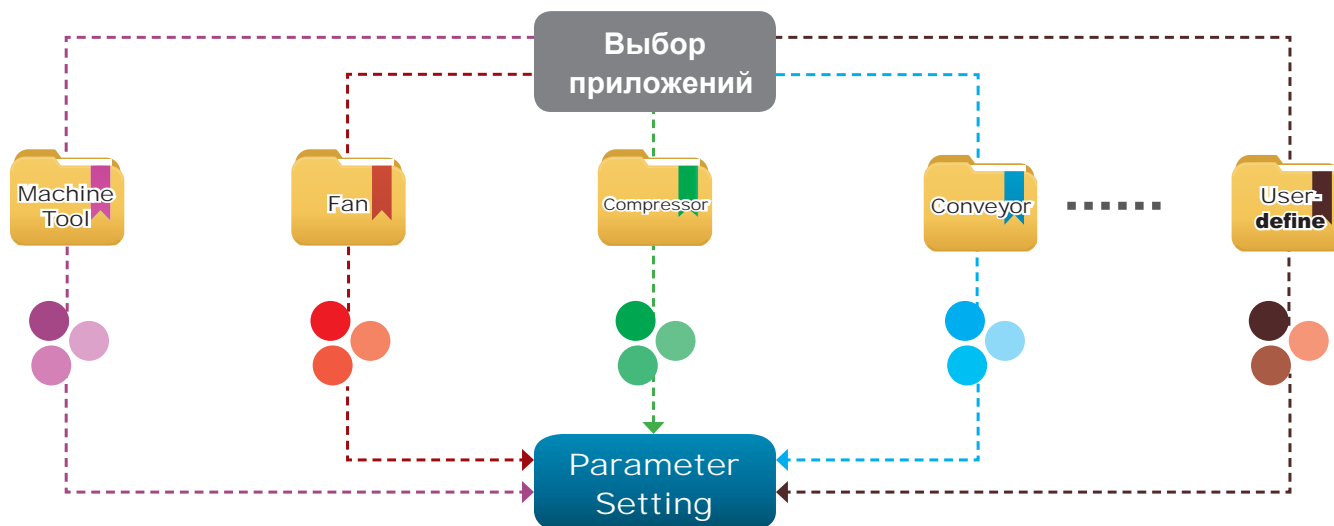 Выбор
приложений
Machine
Tool
Fan
Compressor
Conveyor
User-
define
Parameter
Setting